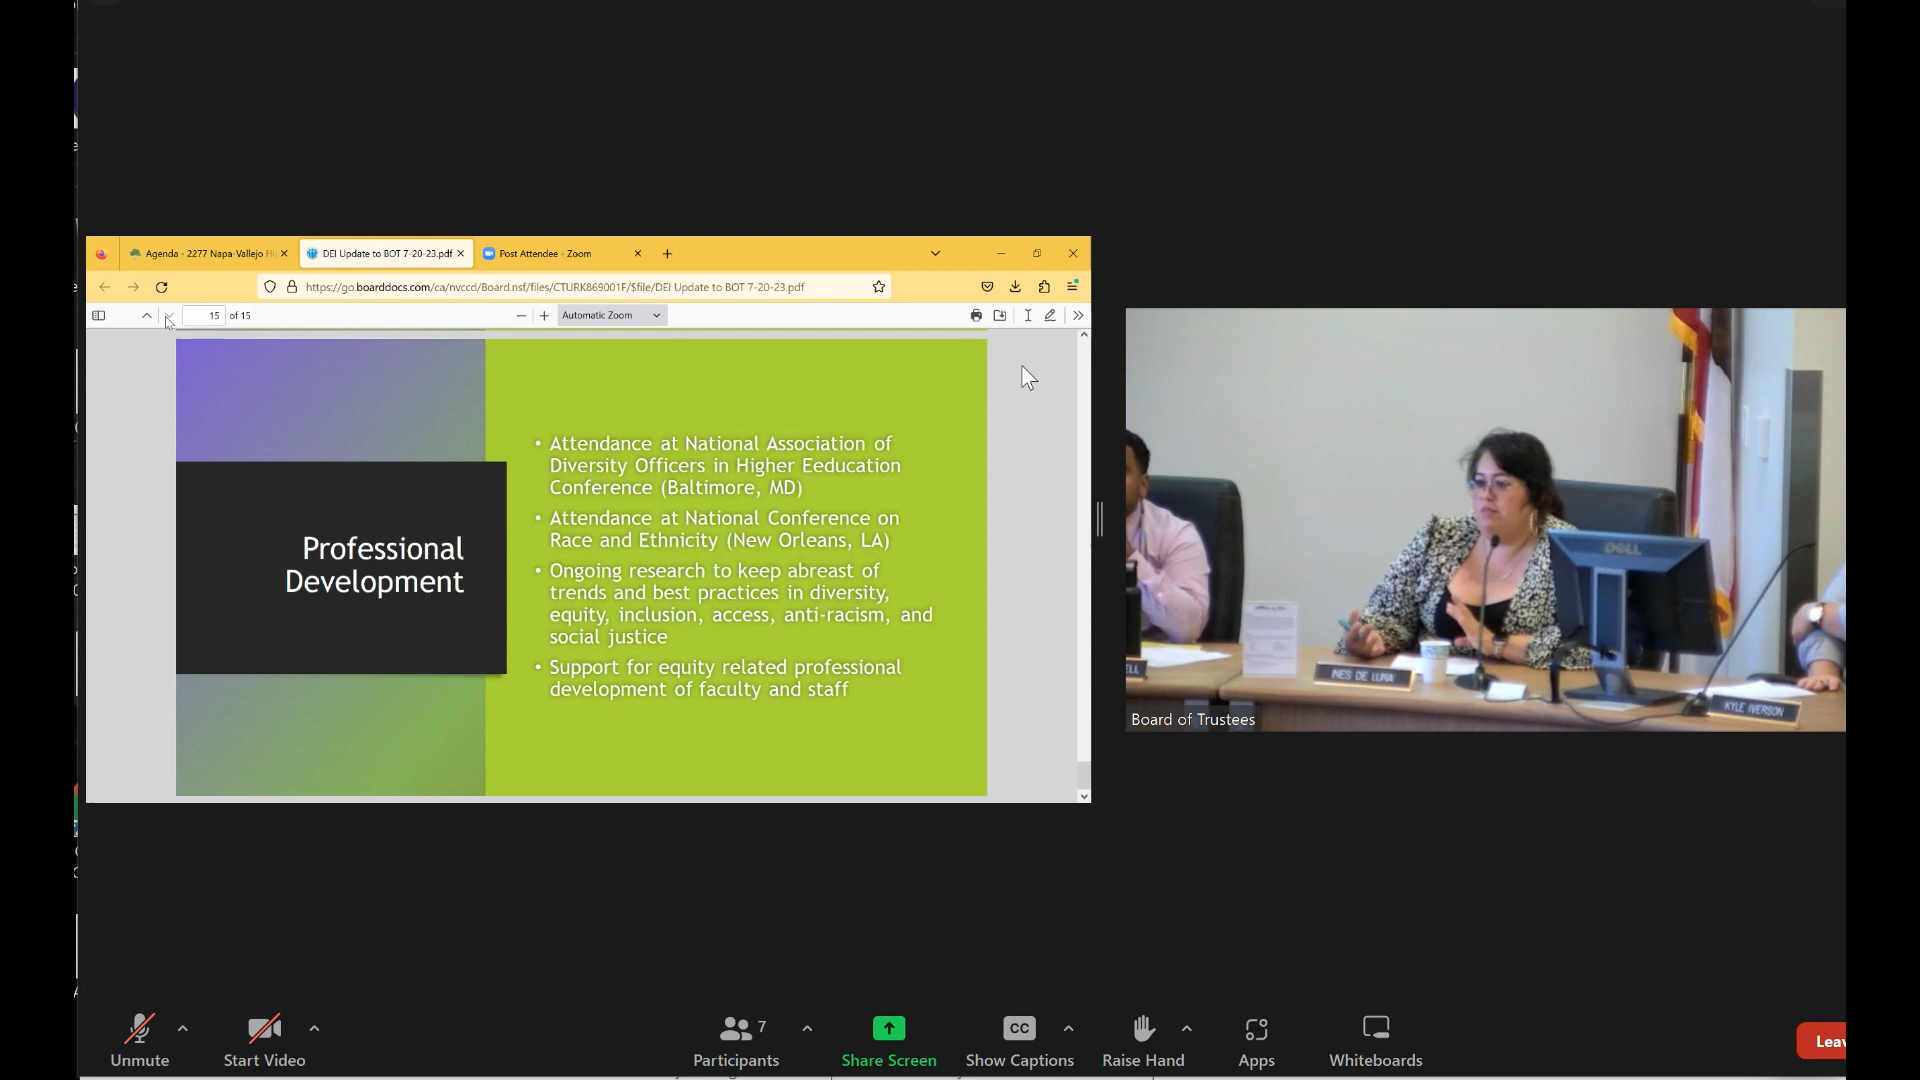 Agenda - 2277 Napa-Vallejo Hi
DEI Update to BOT 7-20-23.pdf
Post Attendee - Zoom
https://go.boarddocs.com/ca/nvccd/Board.nsf/files/CTURK869001F/$file/DEI Update to BOT 7-20-23.pdf
15 of 15
Automatic Zoom
Professional
Development
• Attendance at National Association of
Diversity Officers in Higher Eeducation
Conference (Baltimore, MD)
• Attendance at National Conference on
Race and Ethnicity (New Orleans, LA)
• Ongoing research to keep abreast of
trends and best practices in diversity,
equity, inclusion, access, anti-racism, and
social justice
• Support for equity related professional
development of faculty and staff
DELL
ELL
INES DE LUNA
KYLE IVERSON
Board of Trustees
Unmute
Start Video
Participants
7
Share Screen
CC
Show Captions
Raise Hand
Apps
Whiteboards
Leav